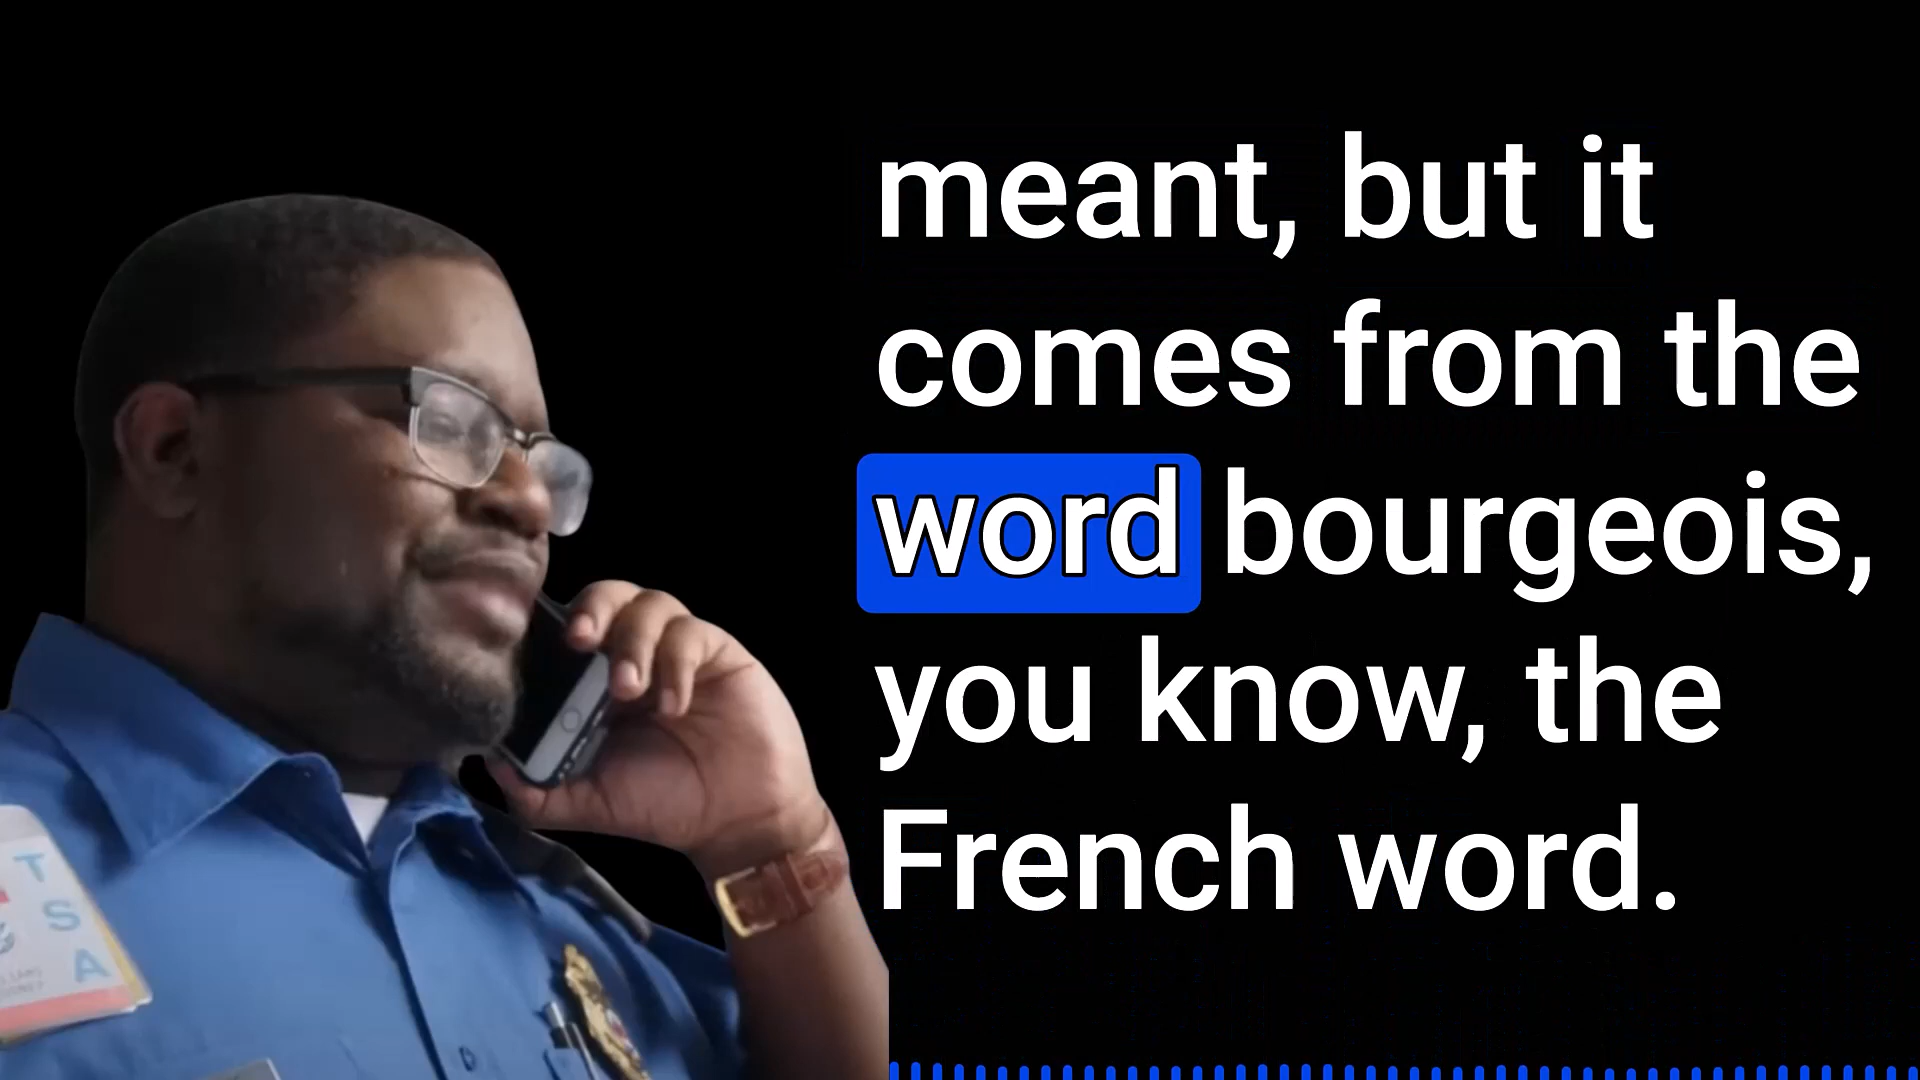 meant, but it
comes from the
word bourgeois,
you know, the
French word.
T
S
A